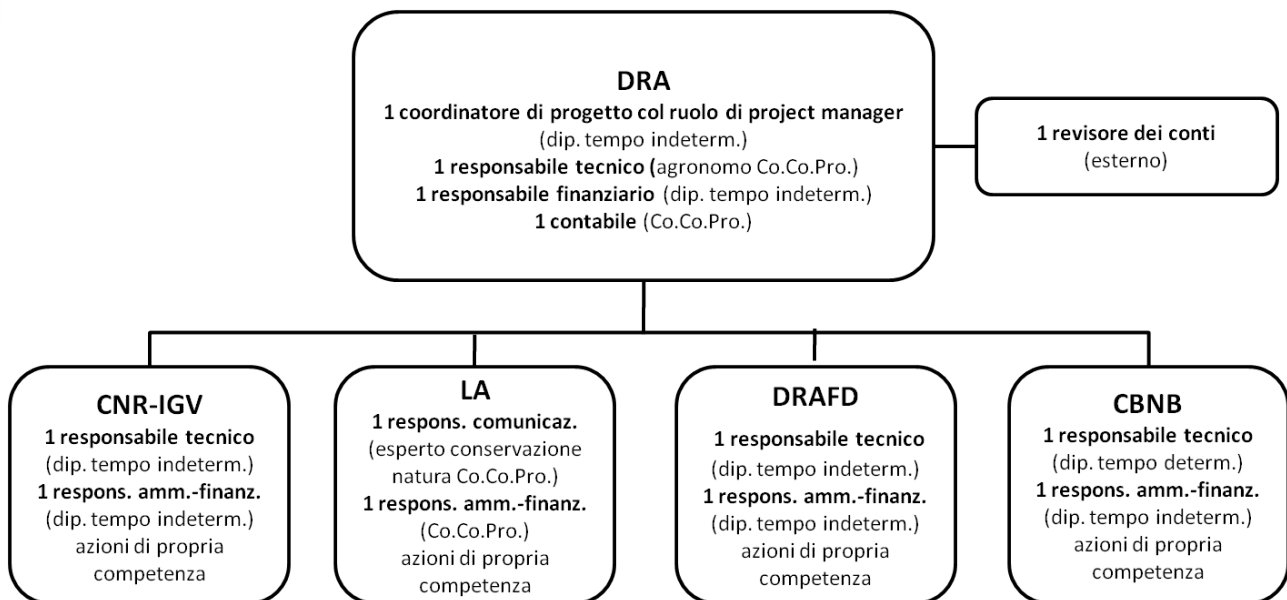 DRA
1 coordinatore di progetto col ruolo di project manager
(dip. tempo indeterm.)
1 responsabile tecnico (agronomo Co.Co.Pro.)
1 responsabile finanziario (dip. tempo indeterm.)
1 contabile (Co.Co.Pro.)
1 revisore dei conti
(esterno)
CNR-IGV
1 responsabile tecnico
(dip. tempo indeterm.)
1 respons. amm.-finanz.
(dip. tempo indeterm.)
azioni di propria
competenza
LA
1 respons. comunicaz.
(esperto conservazione
natura Co.Co.Pro.)
1 respons. amm.-finanz.
(Co.Co.Pro.)
azioni di propria
competenza
DRAFD
1 responsabile tecnico
(dip. tempo indeterm.)
1 respons. amm.-finanz.
(dip. tempo indeterm.)
azioni di propria
competenza
CBNB
1 responsabile tecnico
(dip. tempo determ.)
1 respons. amm.-finanz.
(dip. tempo indeterm.)
azioni di propria
competenza